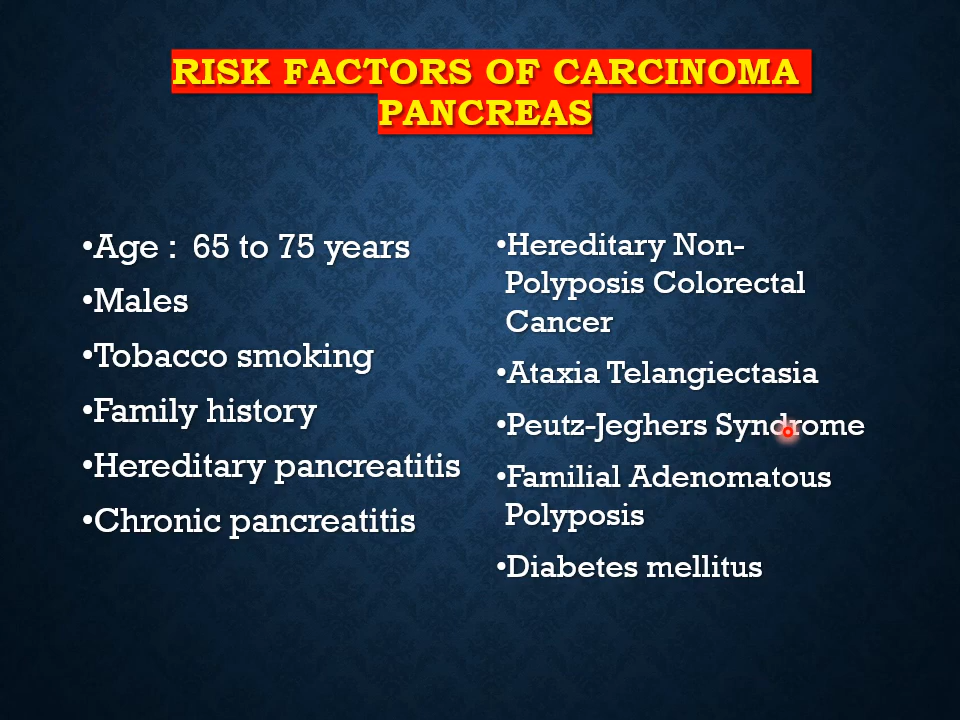 RISK FACTORS OF CARCINOMA
PANCREAS
•Age :  65 to 75 years
•Males
•Tobacco smoking
•Family history
•Hereditary pancreatitis
•Chronic pancreatitis
•Hereditary Non-
Polyposis Colorectal
Cancer
•Ataxia Telangiectasia
•Peutz-Jeghers Syndrome
•Familial Adenomatous
Polyposis
•Diabetes mellitus